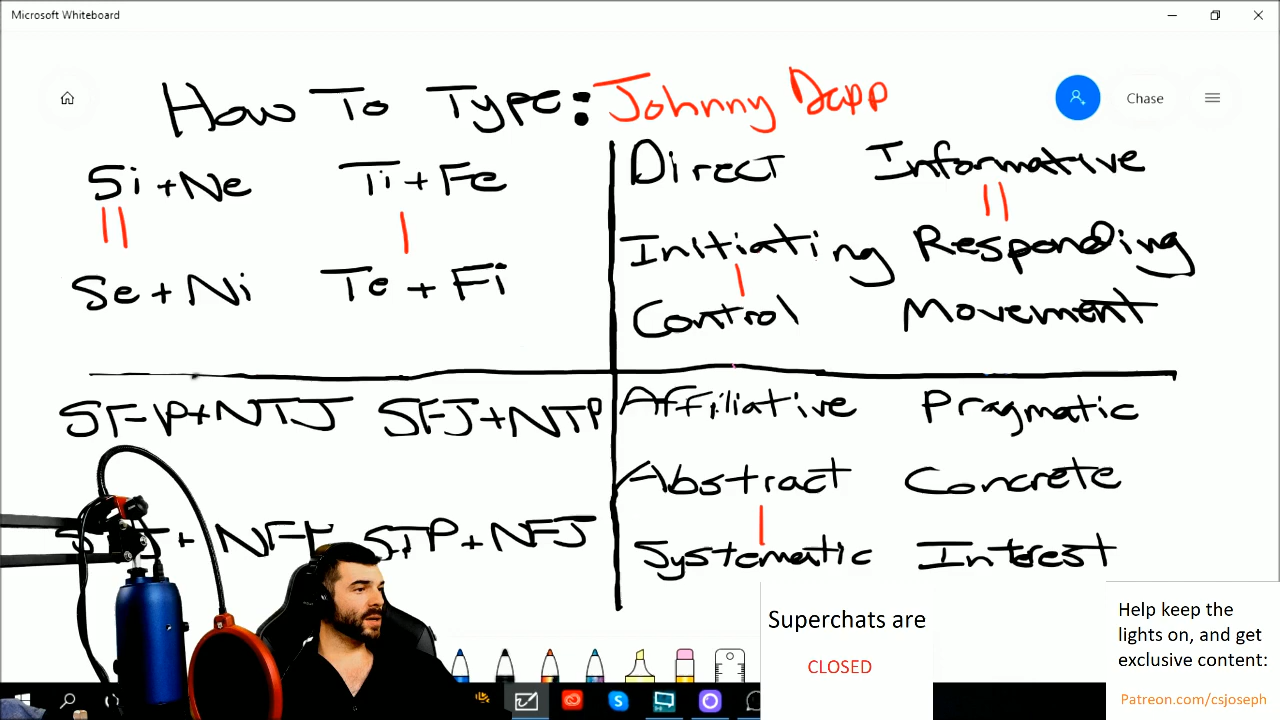 Microsoft Whiteboard
How To Type: Johnny Depp
Chase
Si + Ne Ti + Fe
Se + Ni Te + Fi
Direct Informative
Initiating Responding
Control Movement
SFP + NTJ SFJ + NTP
+ NFP STP + NFJ
Affiliative Pragmatic
Abstract Concrete
Systematic Interest
Superchats are
CLOSED
Help keep the
lights on, and get
exclusive content:
Patreon.com/csjoseph